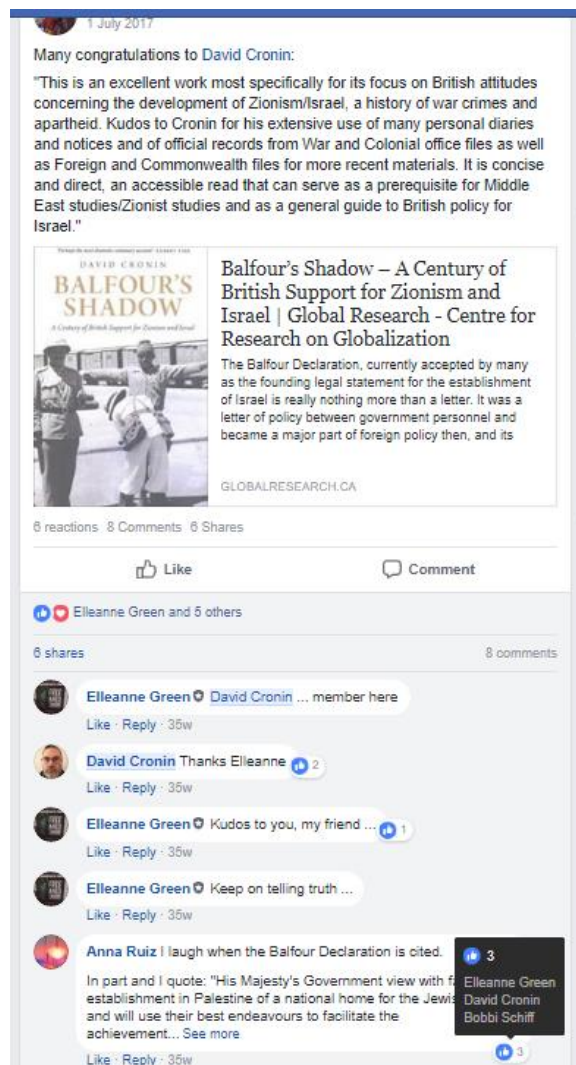 1 July 2017
Many congratulations to David Cronin:
"This is an excellent work most specifically for its focus on British attitudes
concerning the development of Zionism/Israel, a history of war crimes and
apartheid. Kudos to Cronin for his extensive use of many personal diaries
and notices and of official records from War and Colonial office files as well
as Foreign and Commonwealth files for more recent materials. It is concise
and direct, an accessible read that can serve as a prerequisite for Middle
East studies/Zionist studies and as a general guide to British policy for
Israel."
DAVID CRONIN
BALFOUR'S
SHADOW
A Century of British Support for Zionism and Israel
Balfour's Shadow – A Century of
British Support for Zionism and
Israel | Global Research - Centre for
Research on Globalization
The Balfour Declaration, currently accepted by many
as the founding legal statement for the establishment
of Israel is really nothing more than a letter. It was a
letter of policy between government personnel and
became a major part of foreign policy then, and its
GLOBALRESEARCH.CA
6 reactions 8 Comments 6 Shares
Like Comment
Elleanne Green and 5 others
6 shares 8 comments
Elleanne Green David Cronin ... member here
Like · Reply · 35w
David Cronin Thanks Elleanne 2
Like · Reply · 35w
Elleanne Green Kudos to you, my friend ... 1
Like · Reply · 35w
Elleanne Green Keep on telling truth ...
Like · Reply · 35w
Anna Ruiz I laugh when the Balfour Declaration is cited.
In part and I quote: "His Majesty's Government view with f
establishment in Palestine of a national home for the Jewis
and will use their best endeavours to facilitate the
achievement... See more
3
Elleanne Green
David Cronin
Bobbi Schiff
3
Like · Reply · 35w